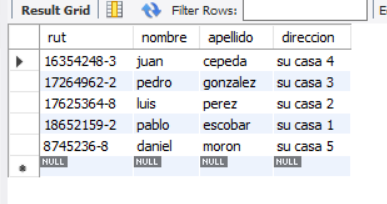 Result Grid Filter Rows: E
rut nombre apellido direccion
16354248-3 juan cepeda su casa 4
17264962-2 pedro gonzalez su casa 3
17625364-8 luis perez su casa 2
18652159-2 pablo escobar su casa 1
8745236-8 daniel moron su casa 5
NULL NULL NULL NULL